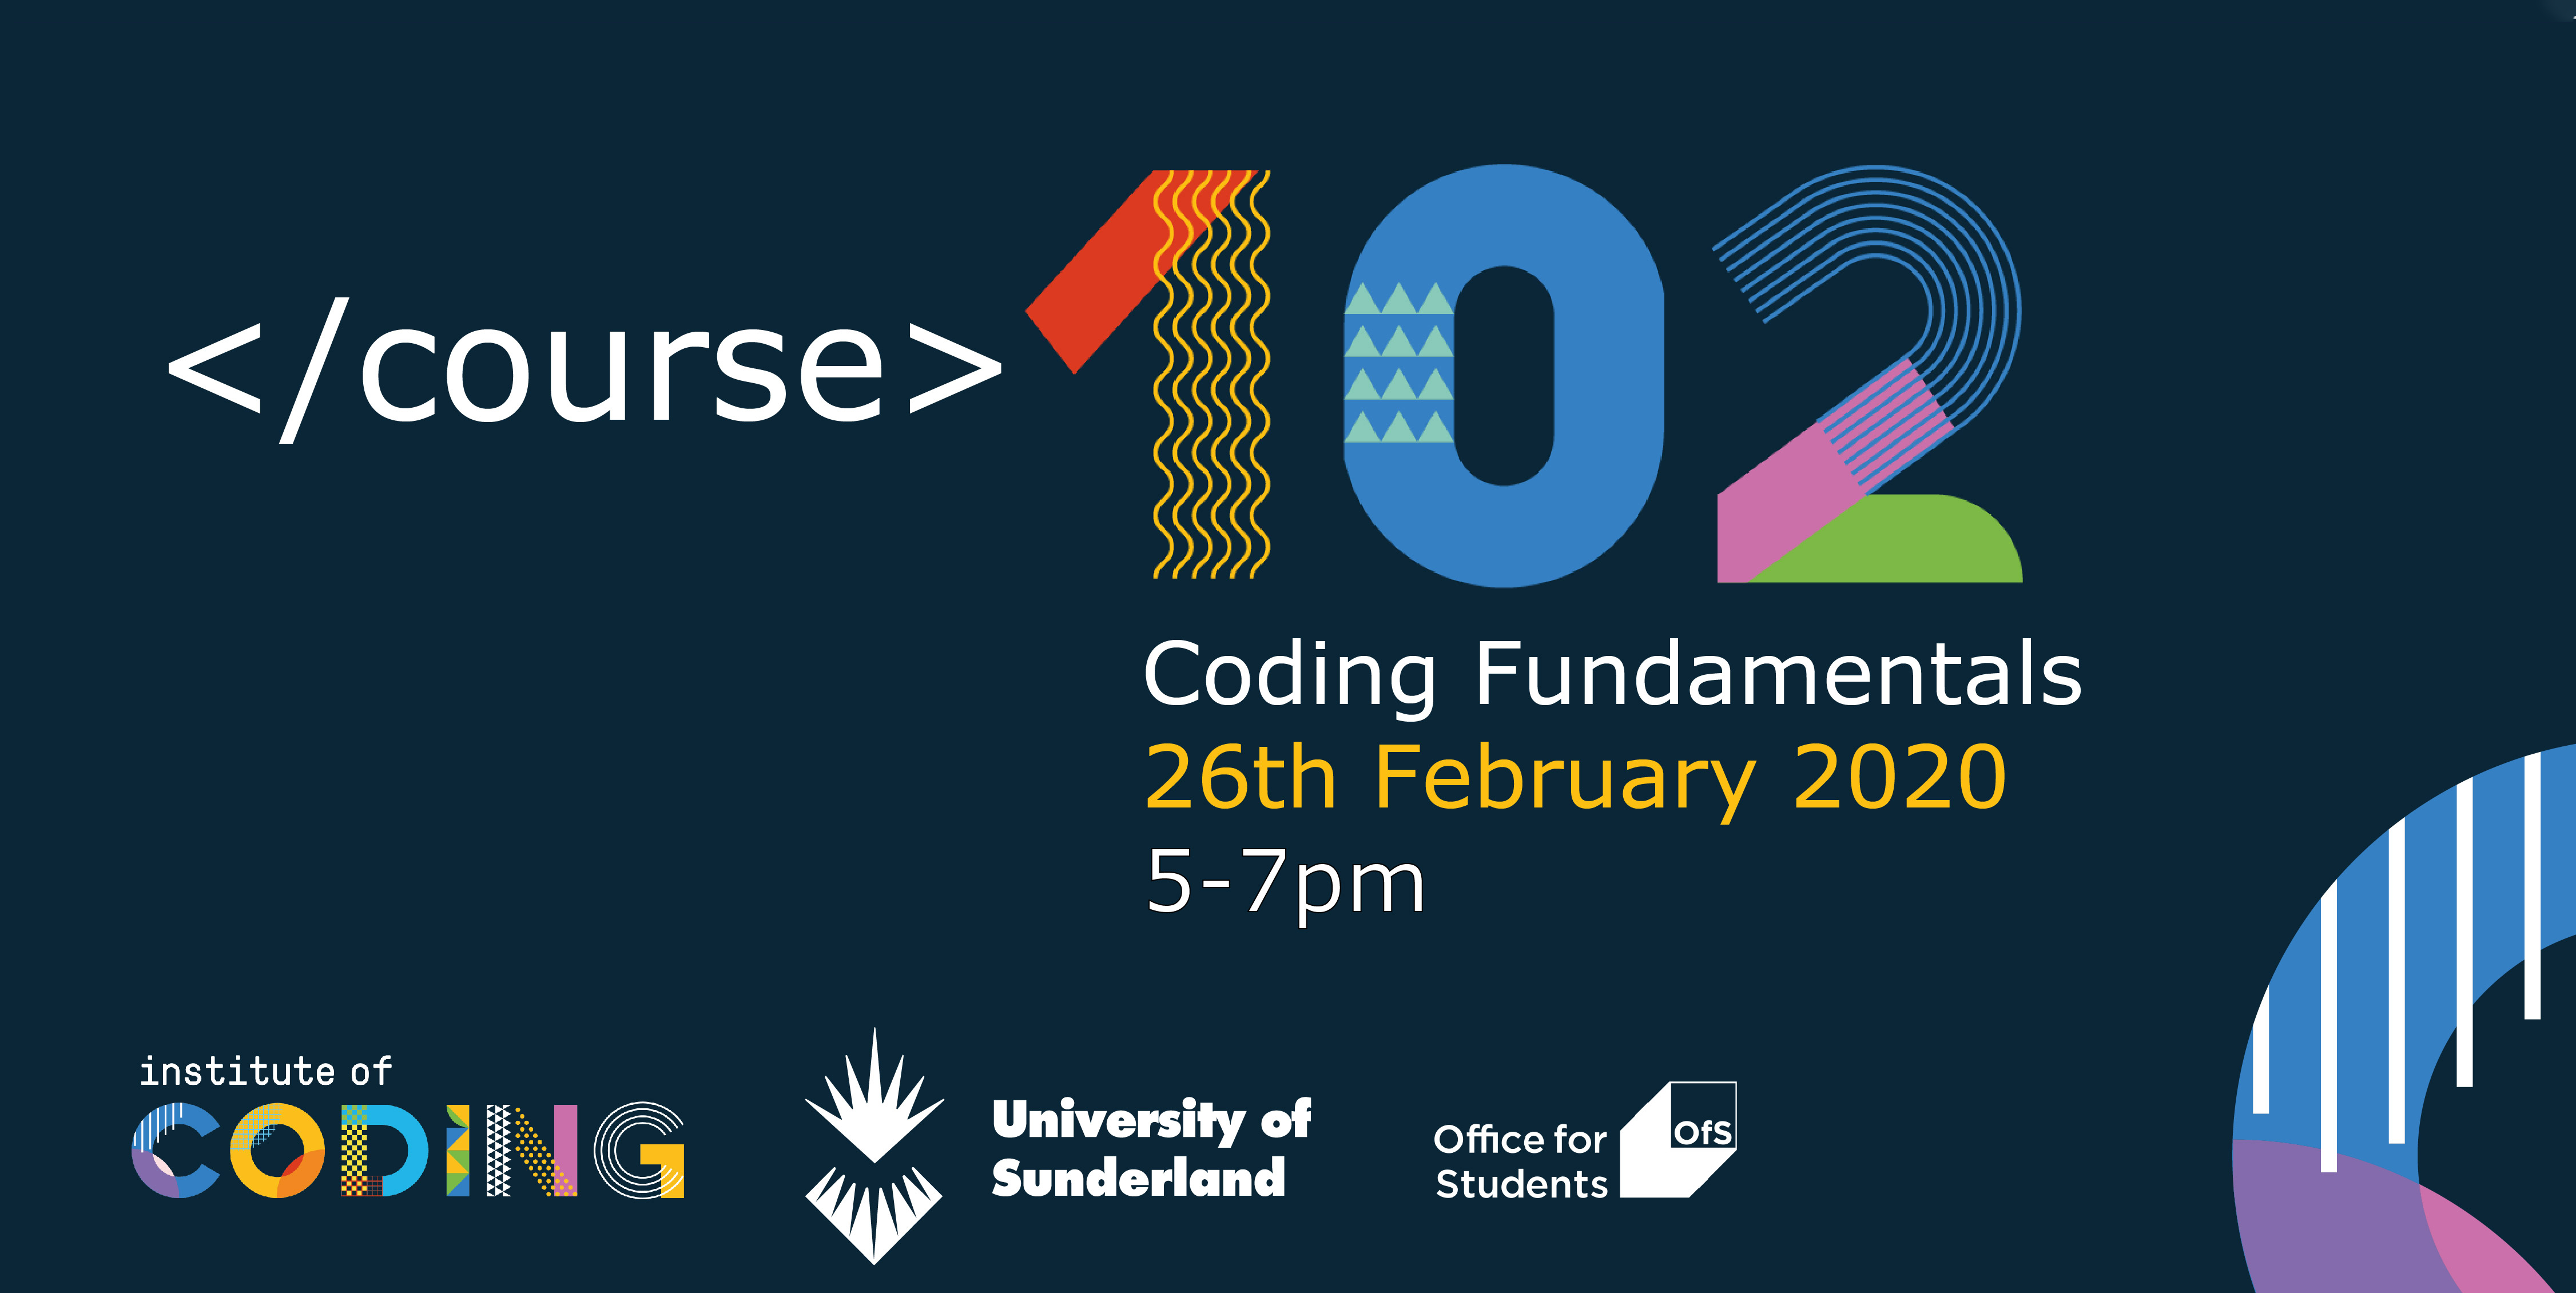 </course>102
Coding Fundamentals
26th February 2020
5-7pm
institute of
CODING
University of
Sunderland
Office for
Students
OfS